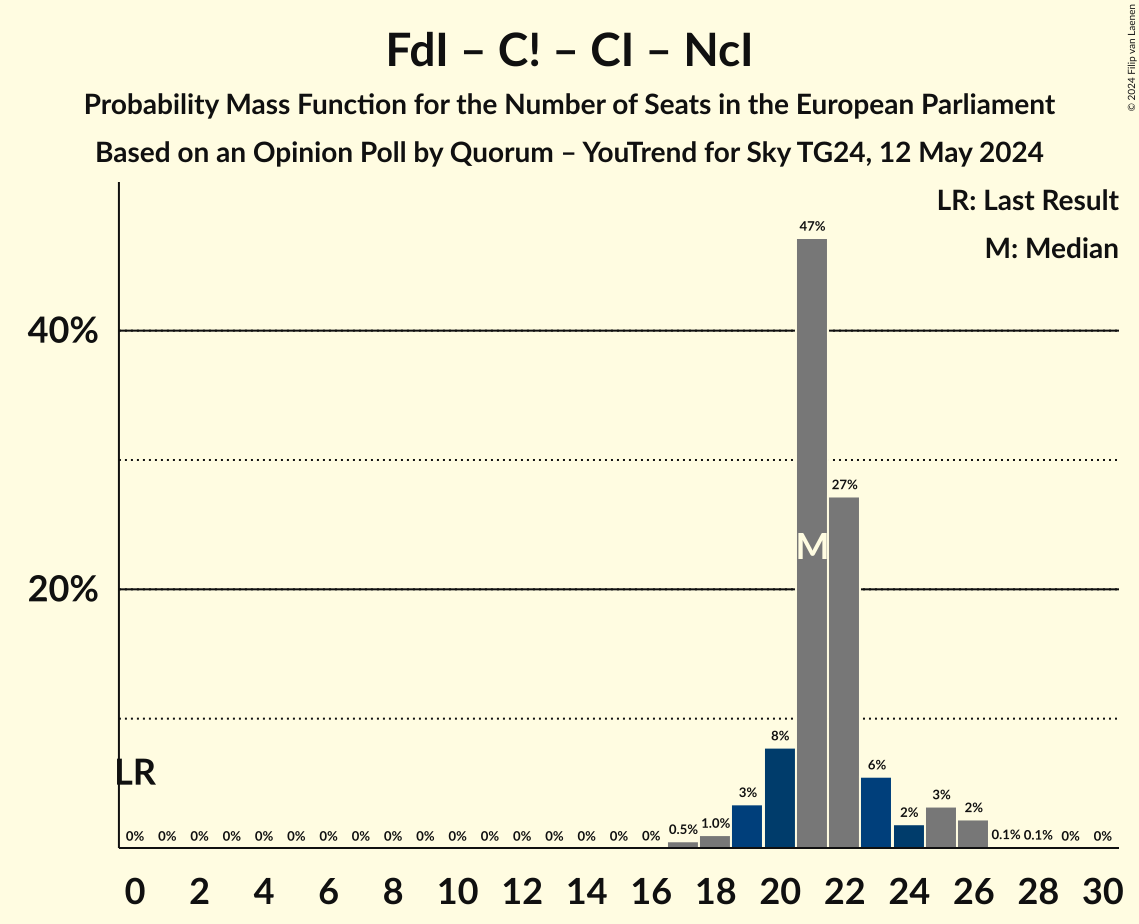 FdI – C! – CI – NcI
Probability Mass Function for the Number of Seats in the European Parliament
Based on an Opinion Poll by Quorum – YouTrend for Sky TG24, 12 May 2024
© 2024 Filip van Laenen
LR: Last Result
M: Median
47%
40%
27%
M
20%
8%
6%
LR
3%
3%
2%
2%
0% 0% 0% 0% 0% 0% 0% 0% 0% 0% 0% 0% 0% 0% 0% 0% 0% 0.5% 1.0% 0.1% 0.1% 0% 0%
0 2 4 6 8 10 12 14 16 18 20 22 24 26 28 30